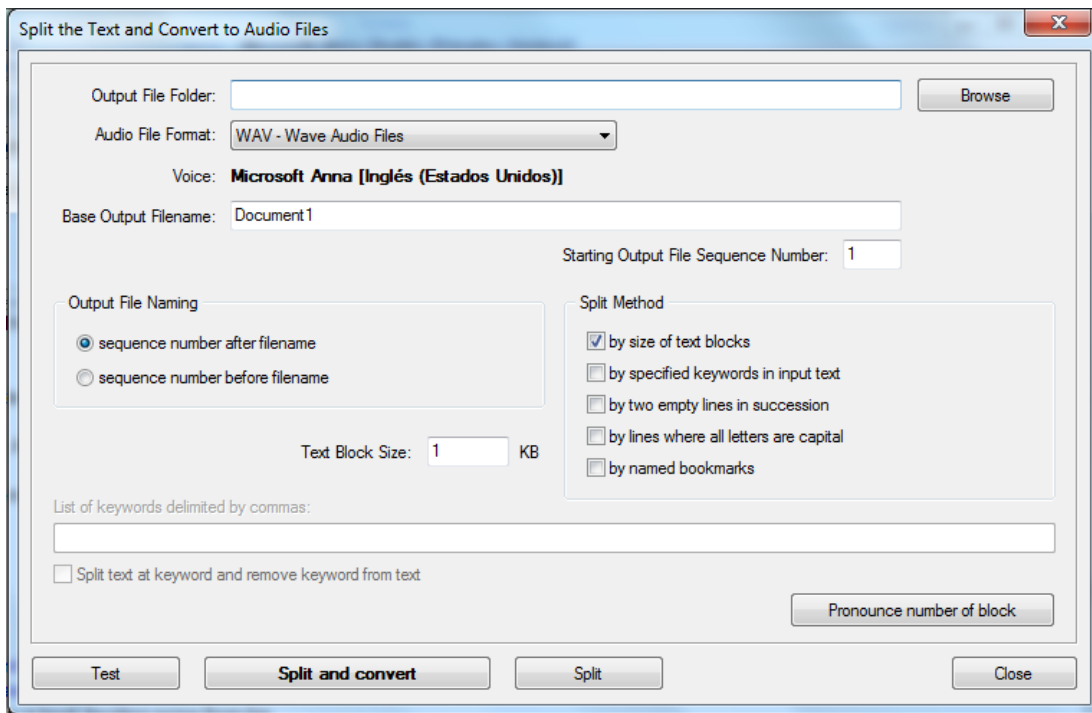 Split the Text and Convert to Audio Files
Output File Folder:
Browse
Audio File Format: WAV - Wave Audio Files
Voice: Microsoft Anna [Inglés (Estados Unidos)]
Base Output Filename: Document1
Starting Output File Sequence Number: 1
Output File Naming
sequence number after filename
sequence number before filename
Split Method
by size of text blocks
by specified keywords in input text
by two empty lines in succession
by lines where all letters are capital
by named bookmarks
Text Block Size: 1 KB
List of keywords delimited by commas:
Split text at keyword and remove keyword from text
Pronounce number of block
Test
Split and convert
Split
Close